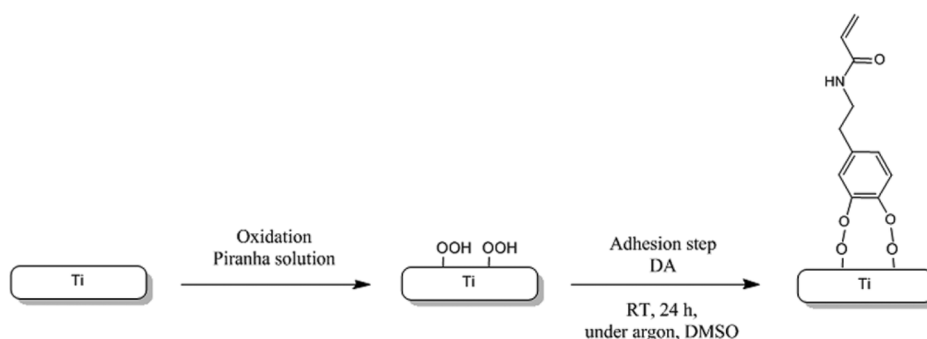 O
HN
O
O
O
O
Oxidation
Piranha solution
Ti
OOH OOH
Ti
Adhesion step
DA
RT, 24 h,
under argon, DMSO
Ti